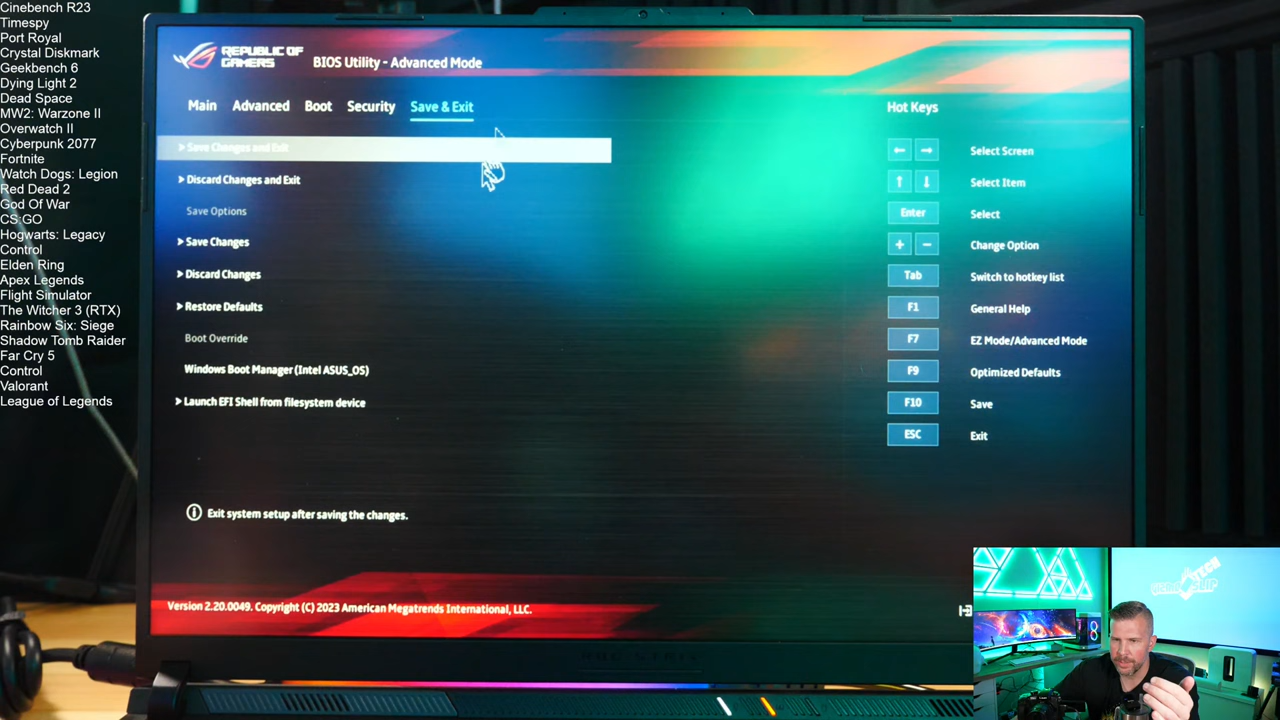 Cinebench R23
Timespy
Port Royal
Crystal Diskmark
Geekbench 6
Dying Light 2
Dead Space
MW2: Warzone II
Overwatch II
Cyberpunk 2077
Fortnite
Watch Dogs: Legion
Red Dead 2
God Of War
CS:GO
Hogwarts: Legacy
Control
Elden Ring
Apex Legends
Flight Simulator
The Witcher 3 (RTX)
Rainbow Six: Siege
Shadow Tomb Raider
Far Cry 5
Control
Valorant
League of Legends
REPUBLIC OF
GAMERS
BIOS Utility - Advanced Mode
Main Advanced Boot Security Save & Exit
Save Changes and Exit
Discard Changes and Exit
Save Options
Save Changes
Discard Changes
Restore Defaults
Boot Override
Windows Boot Manager (Intel ASUS_OS)
Launch EFI Shell from filesystem device
Exit system setup after saving the changes.
Version 2.20.0049. Copyright (C) 2023 American Megatrends International, LLC.
Hot Keys
← → Select Screen
↑ ↓ Select Item
Enter Select
+ - Change Option
Tab Switch to hotkey list
F1 General Help
F7 EZ Mode/Advanced Mode
F9 Optimized Defaults
F10 Save
ESC Exit
ROG STRIX
TECH